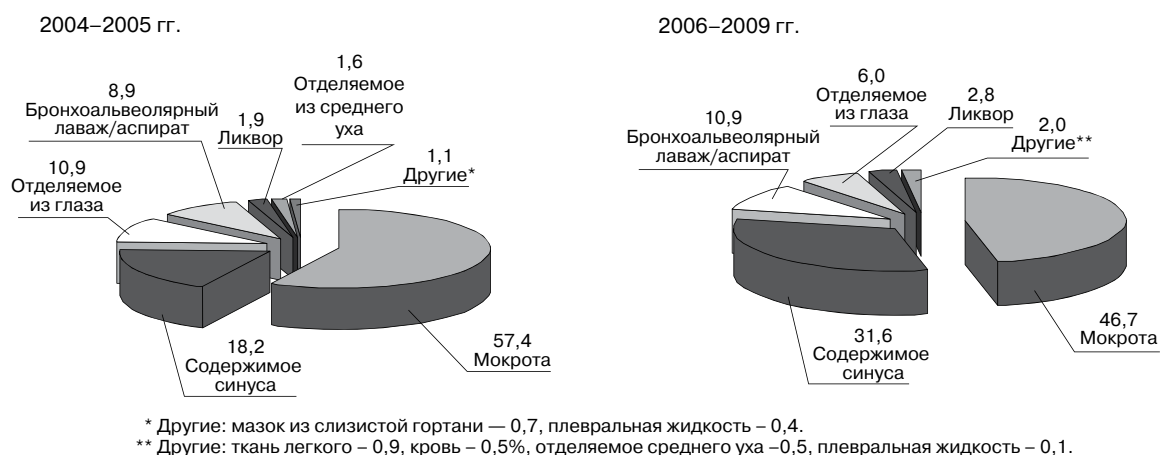 2004–2005 гг.
1,6
Отделяемое
из среднего
уха
8,9
Бронхоальвеолярный
лаваж/аспират
1,9
Ликвор
1,1
Другие*
10,9
Отделяемое
из глаза
57,4
Мокрота
18,2
Содержимое
синуса
2006–2009 гг.
6,0
Отделяемое
из глаза
2,8
Ликвор
10,9
Бронхоальвеолярный
лаваж/аспират
2,0
Другие**
46,7
Мокрота
31,6
Содержимое
синуса
* Другие: мазок из слизистой гортани — 0,7, плевральная жидкость – 0,4.
** Другие: ткань легкого – 0,9, кровь – 0,5%, отделяемое среднего уха –0,5, плевральная жидкость – 0,1.